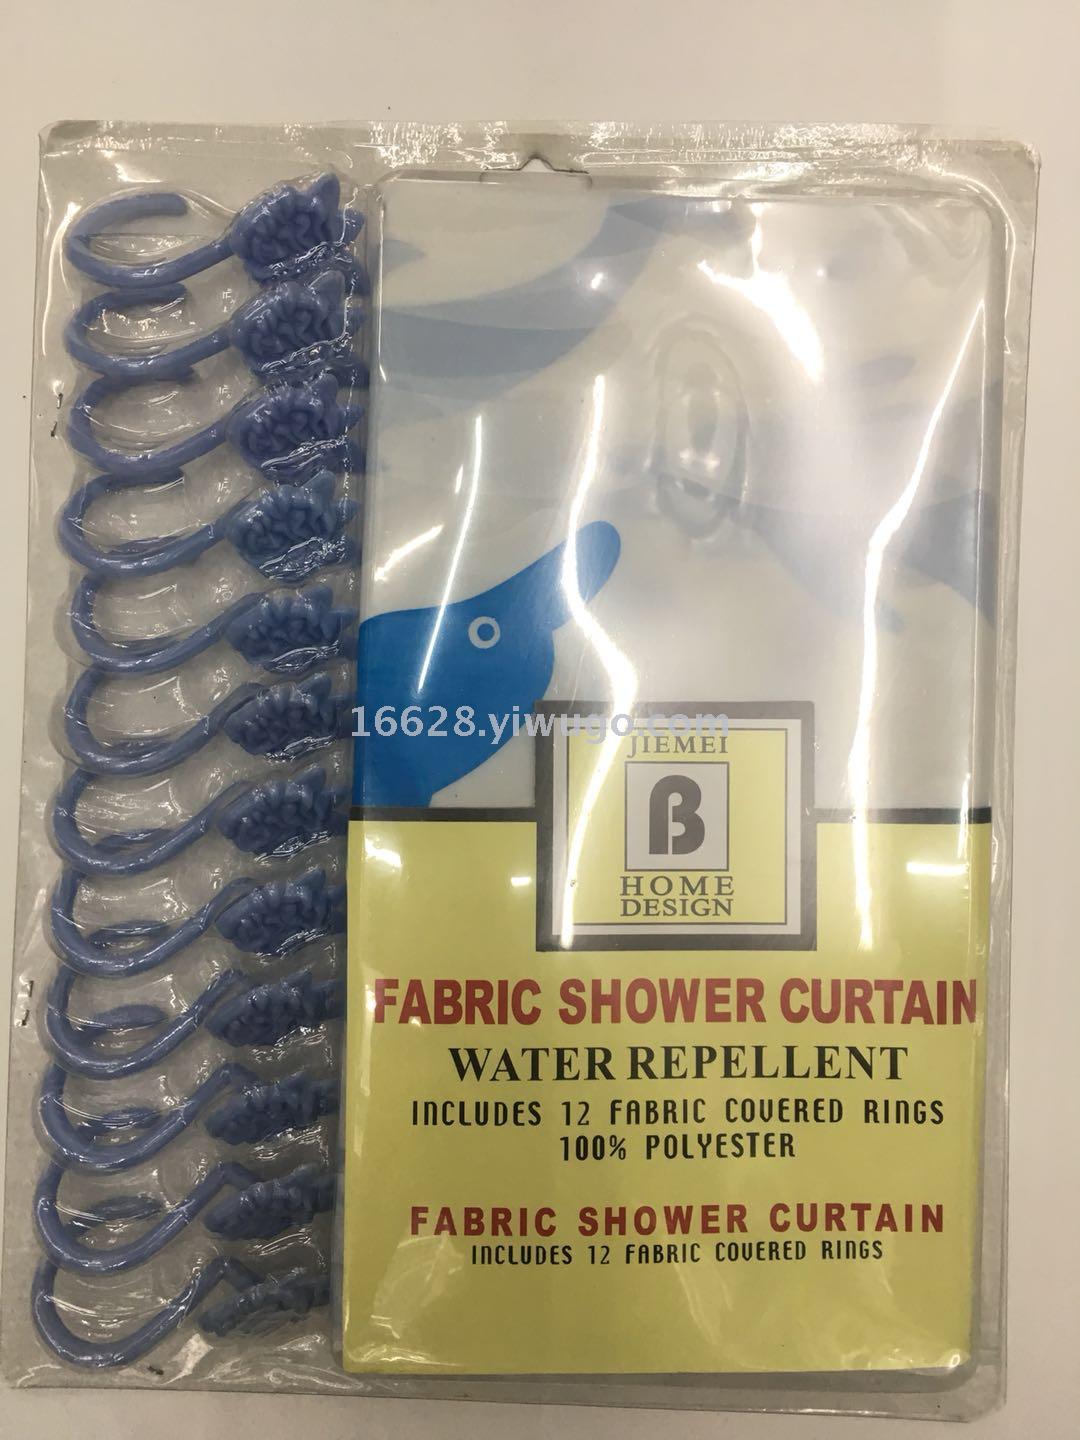 16628.yiwugo.com
JIEMEI
B
HOME
DESIGN
FABRIC SHOWER CURTAIN
WATER REPELLENT
INCLUDES 12 FABRIC COVERED RINGS
100% POLYESTER
FABRIC SHOWER CURTAIN
INCLUDES 12 FABRIC COVERED RINGS